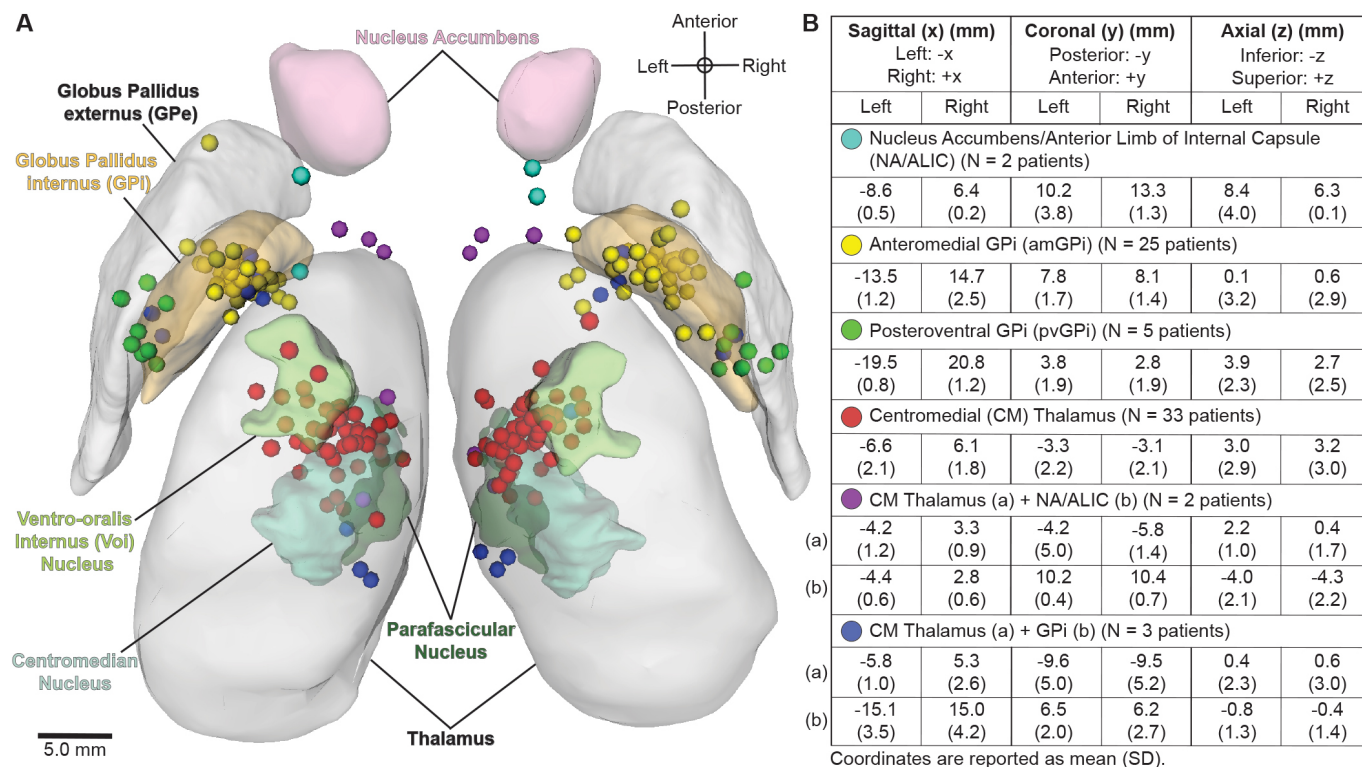 A
Nucleus Accumbens
Anterior
Left
Right
Posterior
Globus Pallidus
externus (GPe)
Globus Pallidus
Internus (GPI)
Ventro-oralis
Internus (VoI)
Nucleus
Centromedian
Nucleus
Parafascicular
Nucleus
Thalamus
5.0 mm
B
Sagittal (x) (mm) Coronal (y) (mm) Axial (z) (mm)
Left: -x Posterior: -y Inferior: -z
Right: +x Anterior: +y Superior: +z
Left Right Left Right Left Right
Nucleus Accumbens/Anterior Limb of Internal Capsule
(NA/ALIC) (N = 2 patients)
-8.6 6.4 10.2 13.3 8.4 6.3
(0.5) (0.2) (3.8) (1.3) (4.0) (0.1)
Anteromedial GPi (amGPi) (N = 25 patients)
-13.5 14.7 7.8 8.1 0.1 0.6
(1.2) (2.5) (1.7) (1.4) (3.2) (2.9)
Posteroventral GPi (pvGPi) (N = 5 patients)
-19.5 20.8 3.8 2.8 3.9 2.7
(0.8) (1.2) (1.9) (1.9) (2.3) (2.5)
Centromedial (CM) Thalamus (N = 33 patients)
-6.6 6.1 -3.3 -3.1 3.0 3.2
(2.1) (1.8) (2.2) (2.1) (2.9) (3.0)
CM Thalamus (a) + NA/ALIC (b) (N = 2 patients)
(a) -4.2 3.3 -4.2 -5.8 2.2 0.4
(1.2) (0.9) (5.0) (1.4) (1.0) (1.7)
(b) -4.4 2.8 10.2 10.4 -4.0 -4.3
(0.6) (0.6) (0.4) (0.7) (2.1) (2.2)
CM Thalamus (a) + GPi (b) (N = 3 patients)
(a) -5.8 5.3 -9.6 -9.5 0.4 0.6
(1.0) (2.6) (5.0) (5.2) (2.3) (3.0)
(b) -15.1 15.0 6.5 6.2 -0.8 -0.4
(3.5) (4.2) (2.0) (2.7) (1.3) (1.4)
Coordinates are reported as mean (SD).